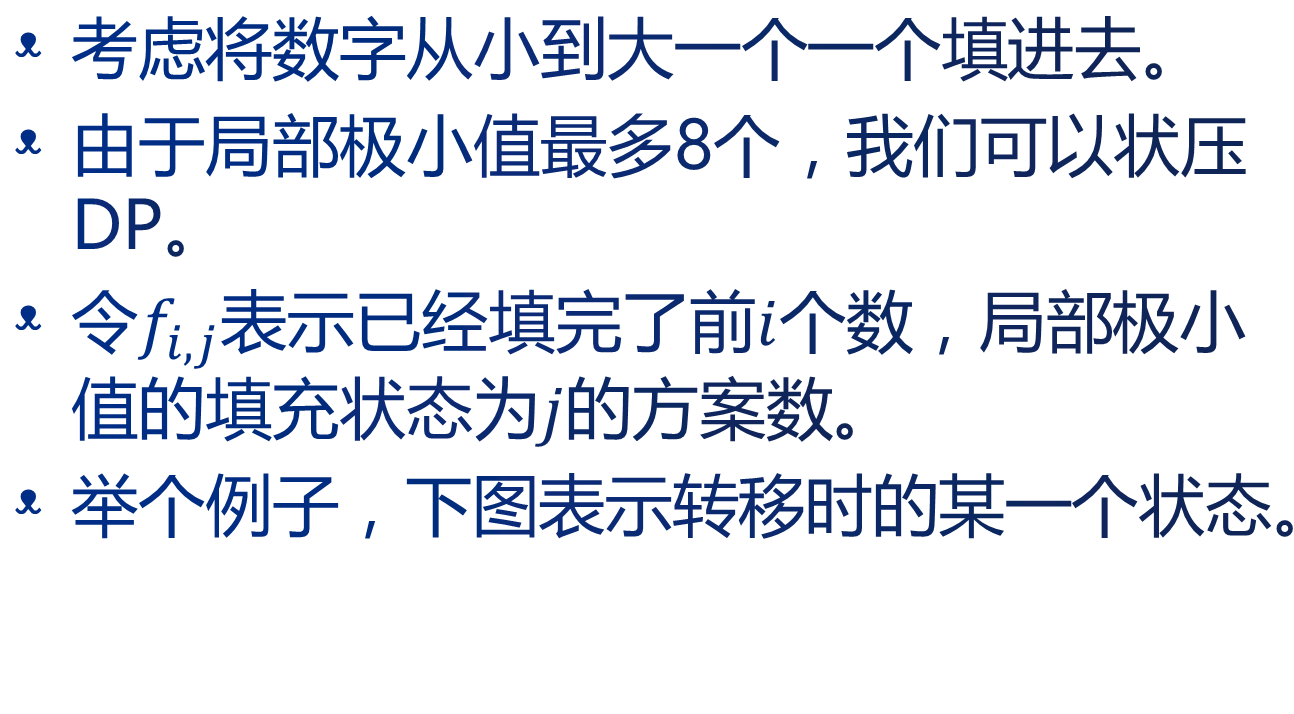 考虑将数字从小到大一个一个填进去。
由于局部极小值最多8个，我们可以状压
DP。
令f_{i,j}表示已经填完了前i个数，局部极小
值的填充状态为j的方案数。
举个例子，下图表示转移时的某一个状态。